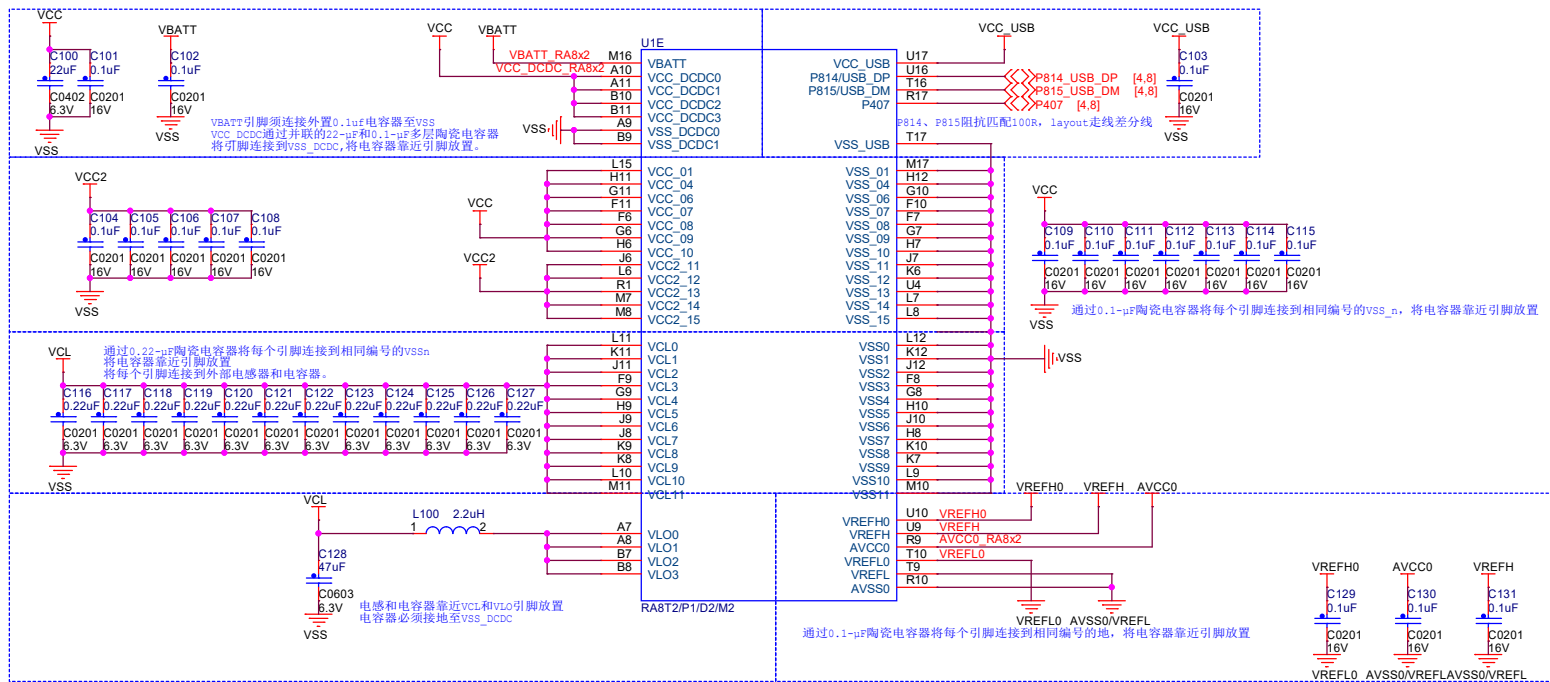 VCC
C100
22uF
C0402
6.3V
C101
0.1uF
C0201
16V
VSS
VBATT
C102
0.1uF
C0201
16V
VSS
VBATT引脚须连接外置0.1uf电容器至VSS
VCC_DCDC通过并联的22-μF和0.1-μF多层陶瓷电容器
将引脚连接到VSS_DCDC,将电容器靠近引脚放置。
VCC
VBATT
VBATT_RA8x2
VCC_DCDC_RA8x2
VSS
U1E
M16 VBATT
A10 VCC_DCDC0
A11 VCC_DCDC1
B10 VCC_DCDC2
B11 VCC_DCDC3
A9 VSS_DCDC0
B9 VSS_DCDC1
VCC_USB U17
P814/USB_DP U16
P815/USB_DM T16
P407 R17
VSS_USB T17
VCC_USB
P814_USB_DP [4,8]
P815_USB_DM [4,8]
P407 [4,8]
P814、P815阻抗匹配100R, layout走线差分线
VCC_USB
C103
0.1uF
C0201
16V
VSS
VCC2
C104 C105 C106 C107 C108
0.1uF 0.1uF 0.1uF 0.1uF 0.1uF
C0201 C0201 C0201 C0201 C0201
16V 16V 16V 16V 16V
VSS
VCC
VCC2
L15 VCC_01
H11 VCC_04
G11 VCC_06
F11 VCC_07
F6 VCC_08
G6 VCC_09
H6 VCC_10
J6 VCC2_11
L6 VCC2_12
R1 VCC2_13
M7 VCC2_14
M8 VCC2_15
VSS_01 M17
VSS_04 H12
VSS_06 G10
VSS_07 F10
VSS_08 F7
VSS_09 G7
VSS_10 H7
VSS_11 J7
VSS_12 K6
VSS_13 U4
VSS_14 L7
VSS_15 L8
VCC
C109 C110 C111 C112 C113 C114 C115
0.1uF 0.1uF 0.1uF 0.1uF 0.1uF 0.1uF 0.1uF
C0201 C0201 C0201 C0201 C0201 C0201 C0201
16V 16V 16V 16V 16V 16V 16V
VSS
通过0.1-μF陶瓷电容器将每个引脚连接到相同编号的VSS_n, 将电容器靠近引脚放置
VCL
通过0.22-μF陶瓷电容器将每个引脚连接到相同编号的VSSn
将电容器靠近引脚放置
将每个引脚连接到外部电感器和电容器。
C116 C117 C118 C119 C120 C121 C122 C123 C124 C125 C126 C127
0.22uF 0.22uF 0.22uF 0.22uF 0.22uF 0.22uF 0.22uF 0.22uF 0.22uF 0.22uF 0.22uF 0.22uF
C0201 C0201 C0201 C0201 C0201 C0201 C0201 C0201 C0201 C0201 C0201 C0201
6.3V 6.3V 6.3V 6.3V 6.3V 6.3V 6.3V 6.3V 6.3V 6.3V 6.3V 6.3V
VSS
L11 VCL0
K11 VCL1
J11 VCL2
F9 VCL3
G9 VCL4
H9 VCL5
J9 VCL6
J8 VCL7
K9 VCL8
K8 VCL9
L10 VCL10
M11 VCL11
VSS0 L12
VSS1 K12
VSS2 J12
VSS3 F8
VSS4 G8
VSS5 H10
VSS6 J10
VSS7 H8
VSS8 K10
VSS9 K7
VSS10 L9
VSS11 M10
VSS
VCL
L100 2.2uH
1 2
C128
47uF
C0603
6.3V
VSS
电感和电容器靠近VCL和VLO引脚放置
电容器必须接地至VSS_DCDC
A7 VLO0
A8 VLO1
B7 VLO2
B8 VLO3
RA8T2/P1/D2/M2
VREFH0 VREFH AVCC0
VREFH0 U10 VREFH0
VREFH U9 VREFH
AVCC0 R9 AVCC0_RA8x2
VREFL0 T10 VREFL0
VREFL T9
AVSS0 R10
VREFL0 AVSS0/VREFL
通过0.1-μF陶瓷电容器将每个引脚连接到相同编号的地, 将电容器靠近引脚放置
VREFH0 AVCC0 VREFH
C129 C130 C131
0.1uF 0.1uF 0.1uF
C0201 C0201 C0201
16V 16V 16V
VREFL0 AVSS0/VREFL AVSS0/VREFL